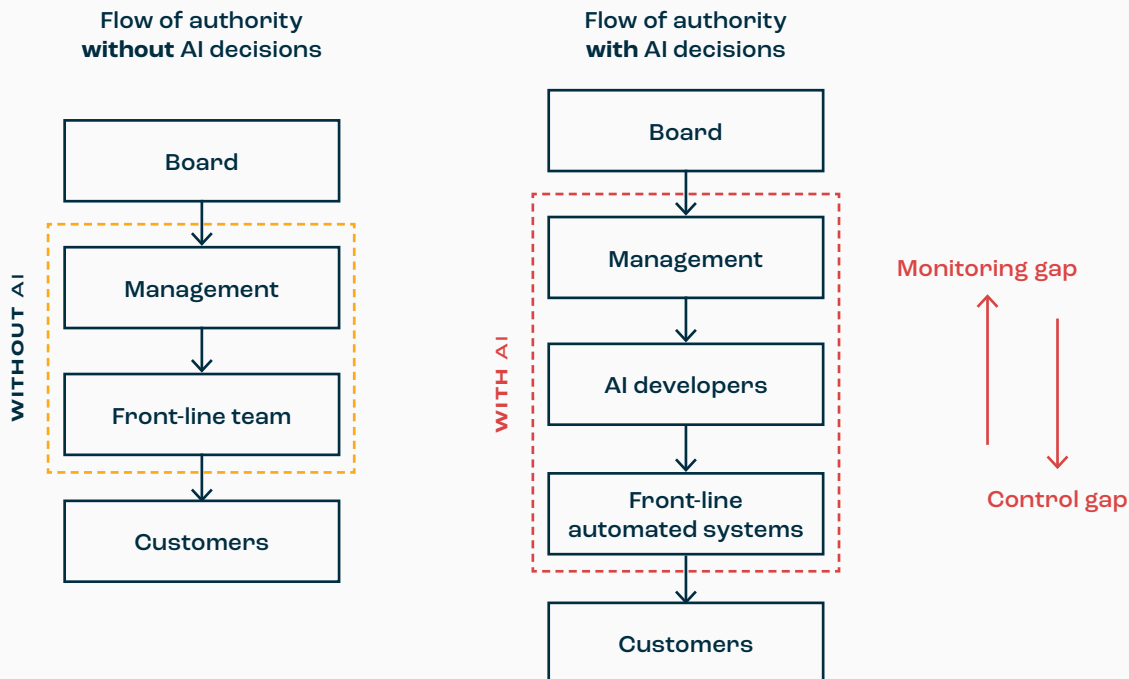 Flow of authority
without AI decisions
Board
WITHOUT AI
Management
Front-line team
Customers
Flow of authority
with AI decisions
Board
WITH AI
Management
AI developers
Front-line
automated systems
Customers
Monitoring gap
Control gap